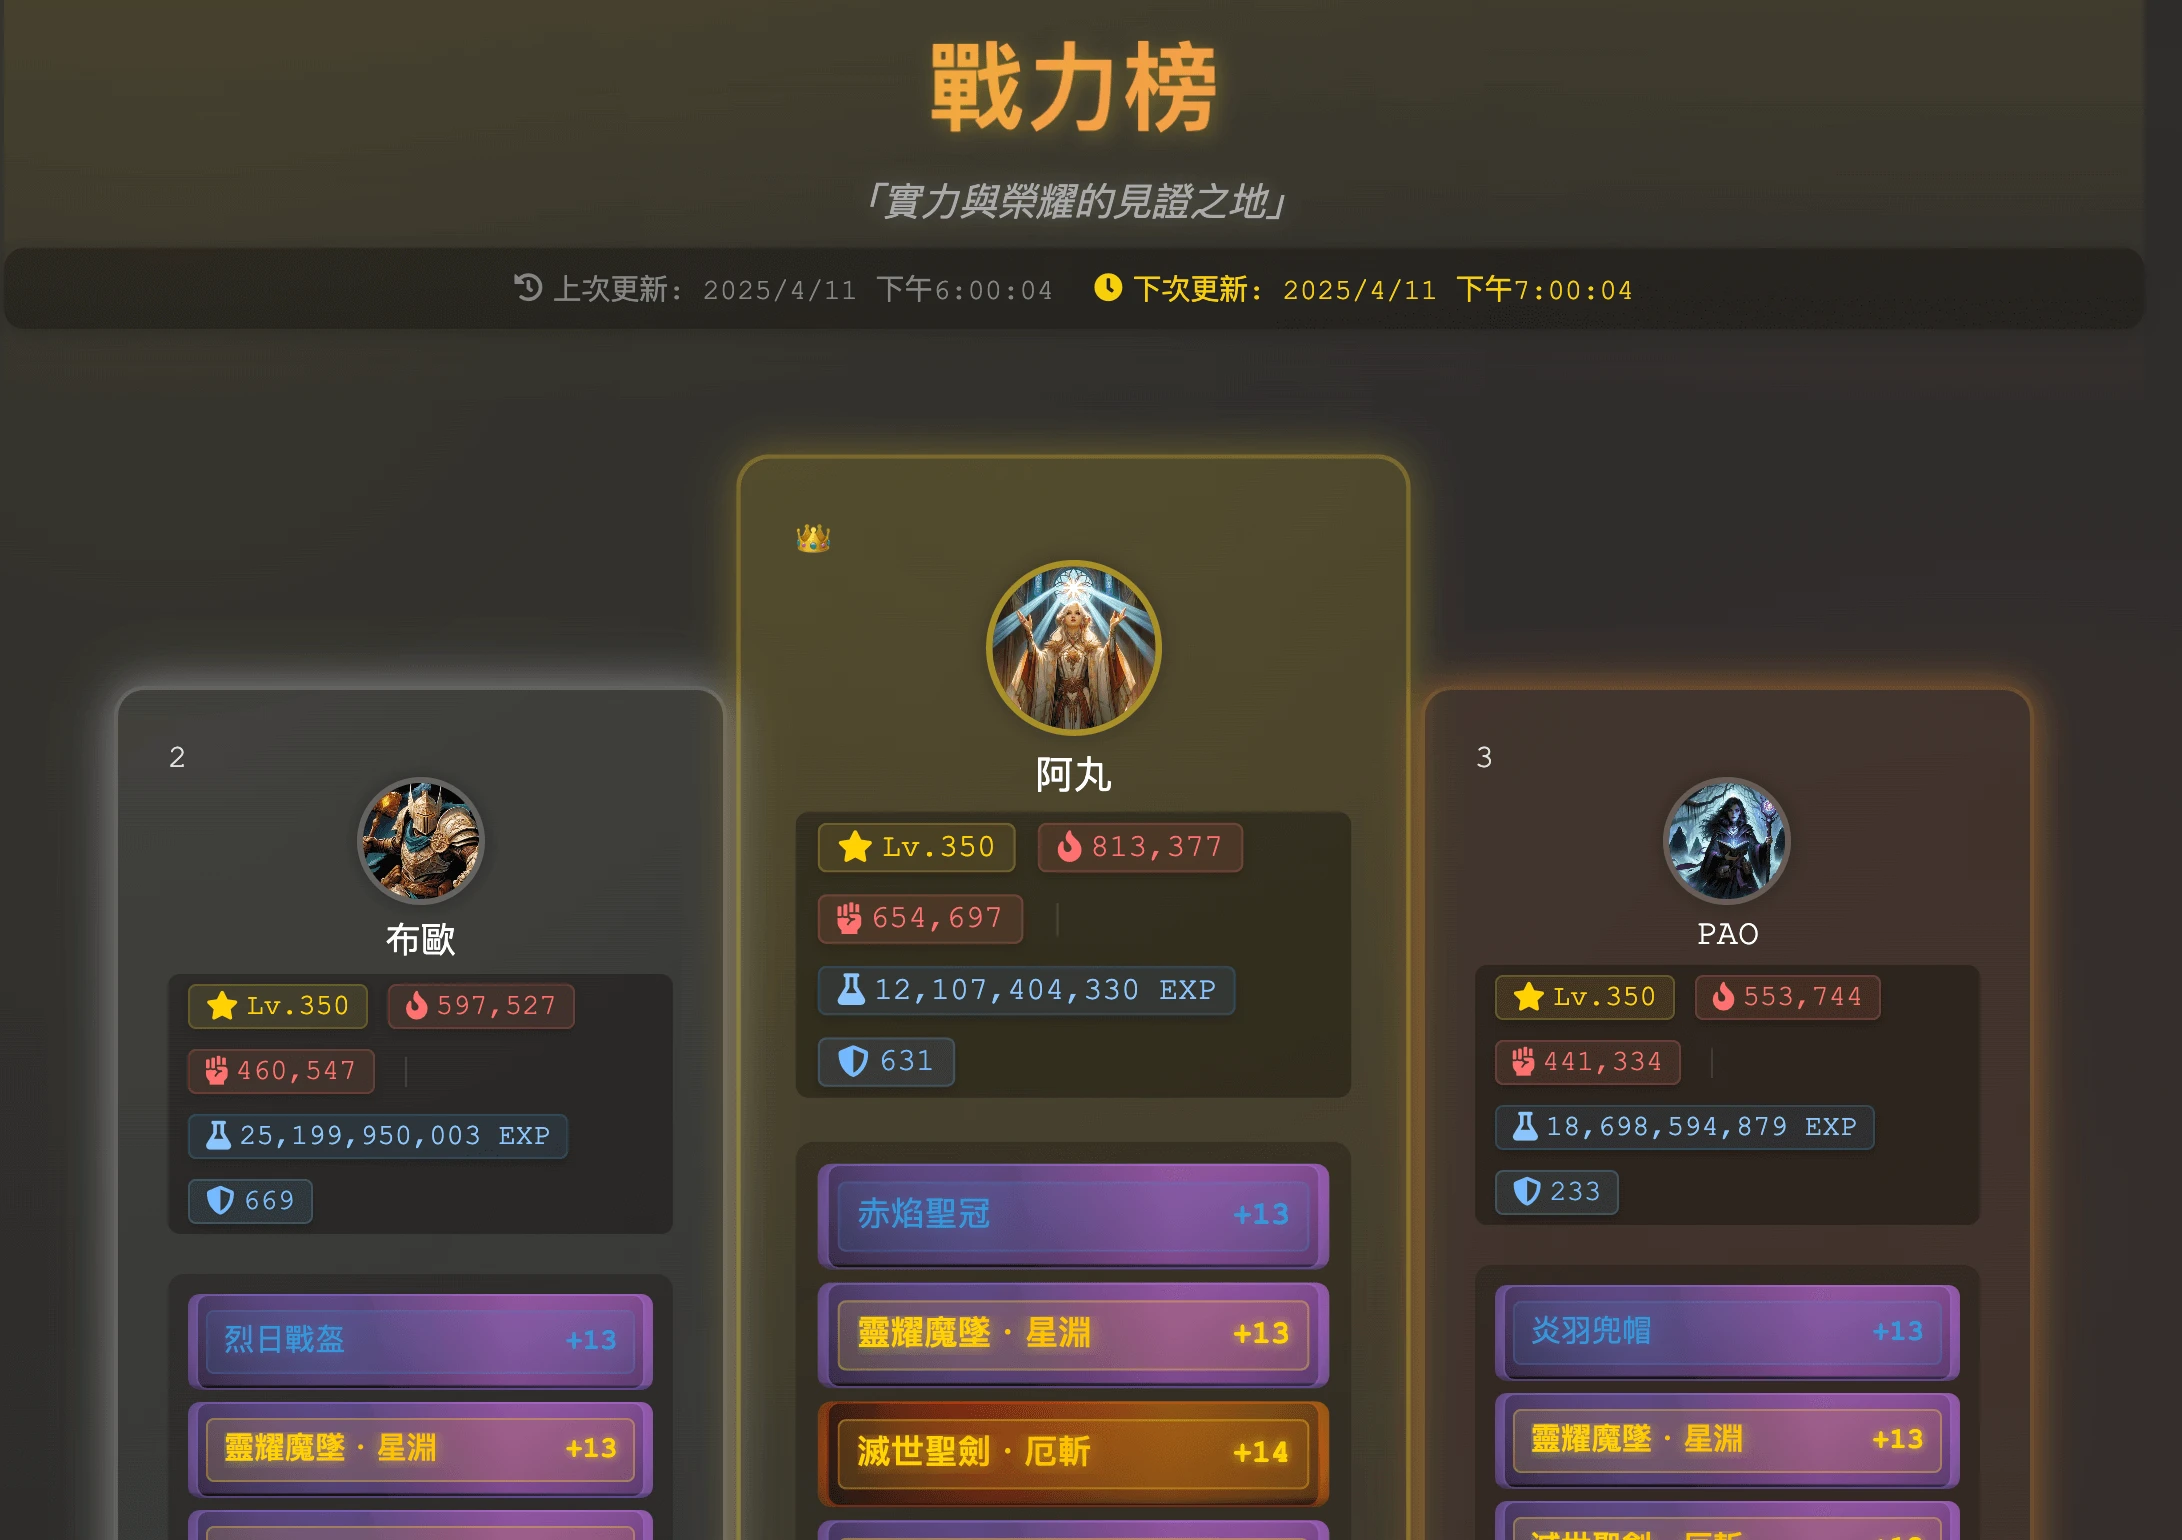 戰力榜
「實力與榮耀的見證之地」
上次更新: 2025/4/11 下午6:00:04 下次更新: 2025/4/11 下午7:00:04
2
布歐
Lv.350 597,527
460,547
25,199,950,003 EXP
669
烈日戰盔 +13
靈耀魔墜・星淵 +13
阿丸
Lv.350 813,377
654,697
12,107,404,330 EXP
631
赤焰聖冠 +13
靈耀魔墜・星淵 +13
滅世聖劍・厄斬 +14
3
PAO
Lv.350 553,744
441,334
18,698,594,879 EXP
233
炎羽兜帽 +13
靈耀魔墜・星淵 +13